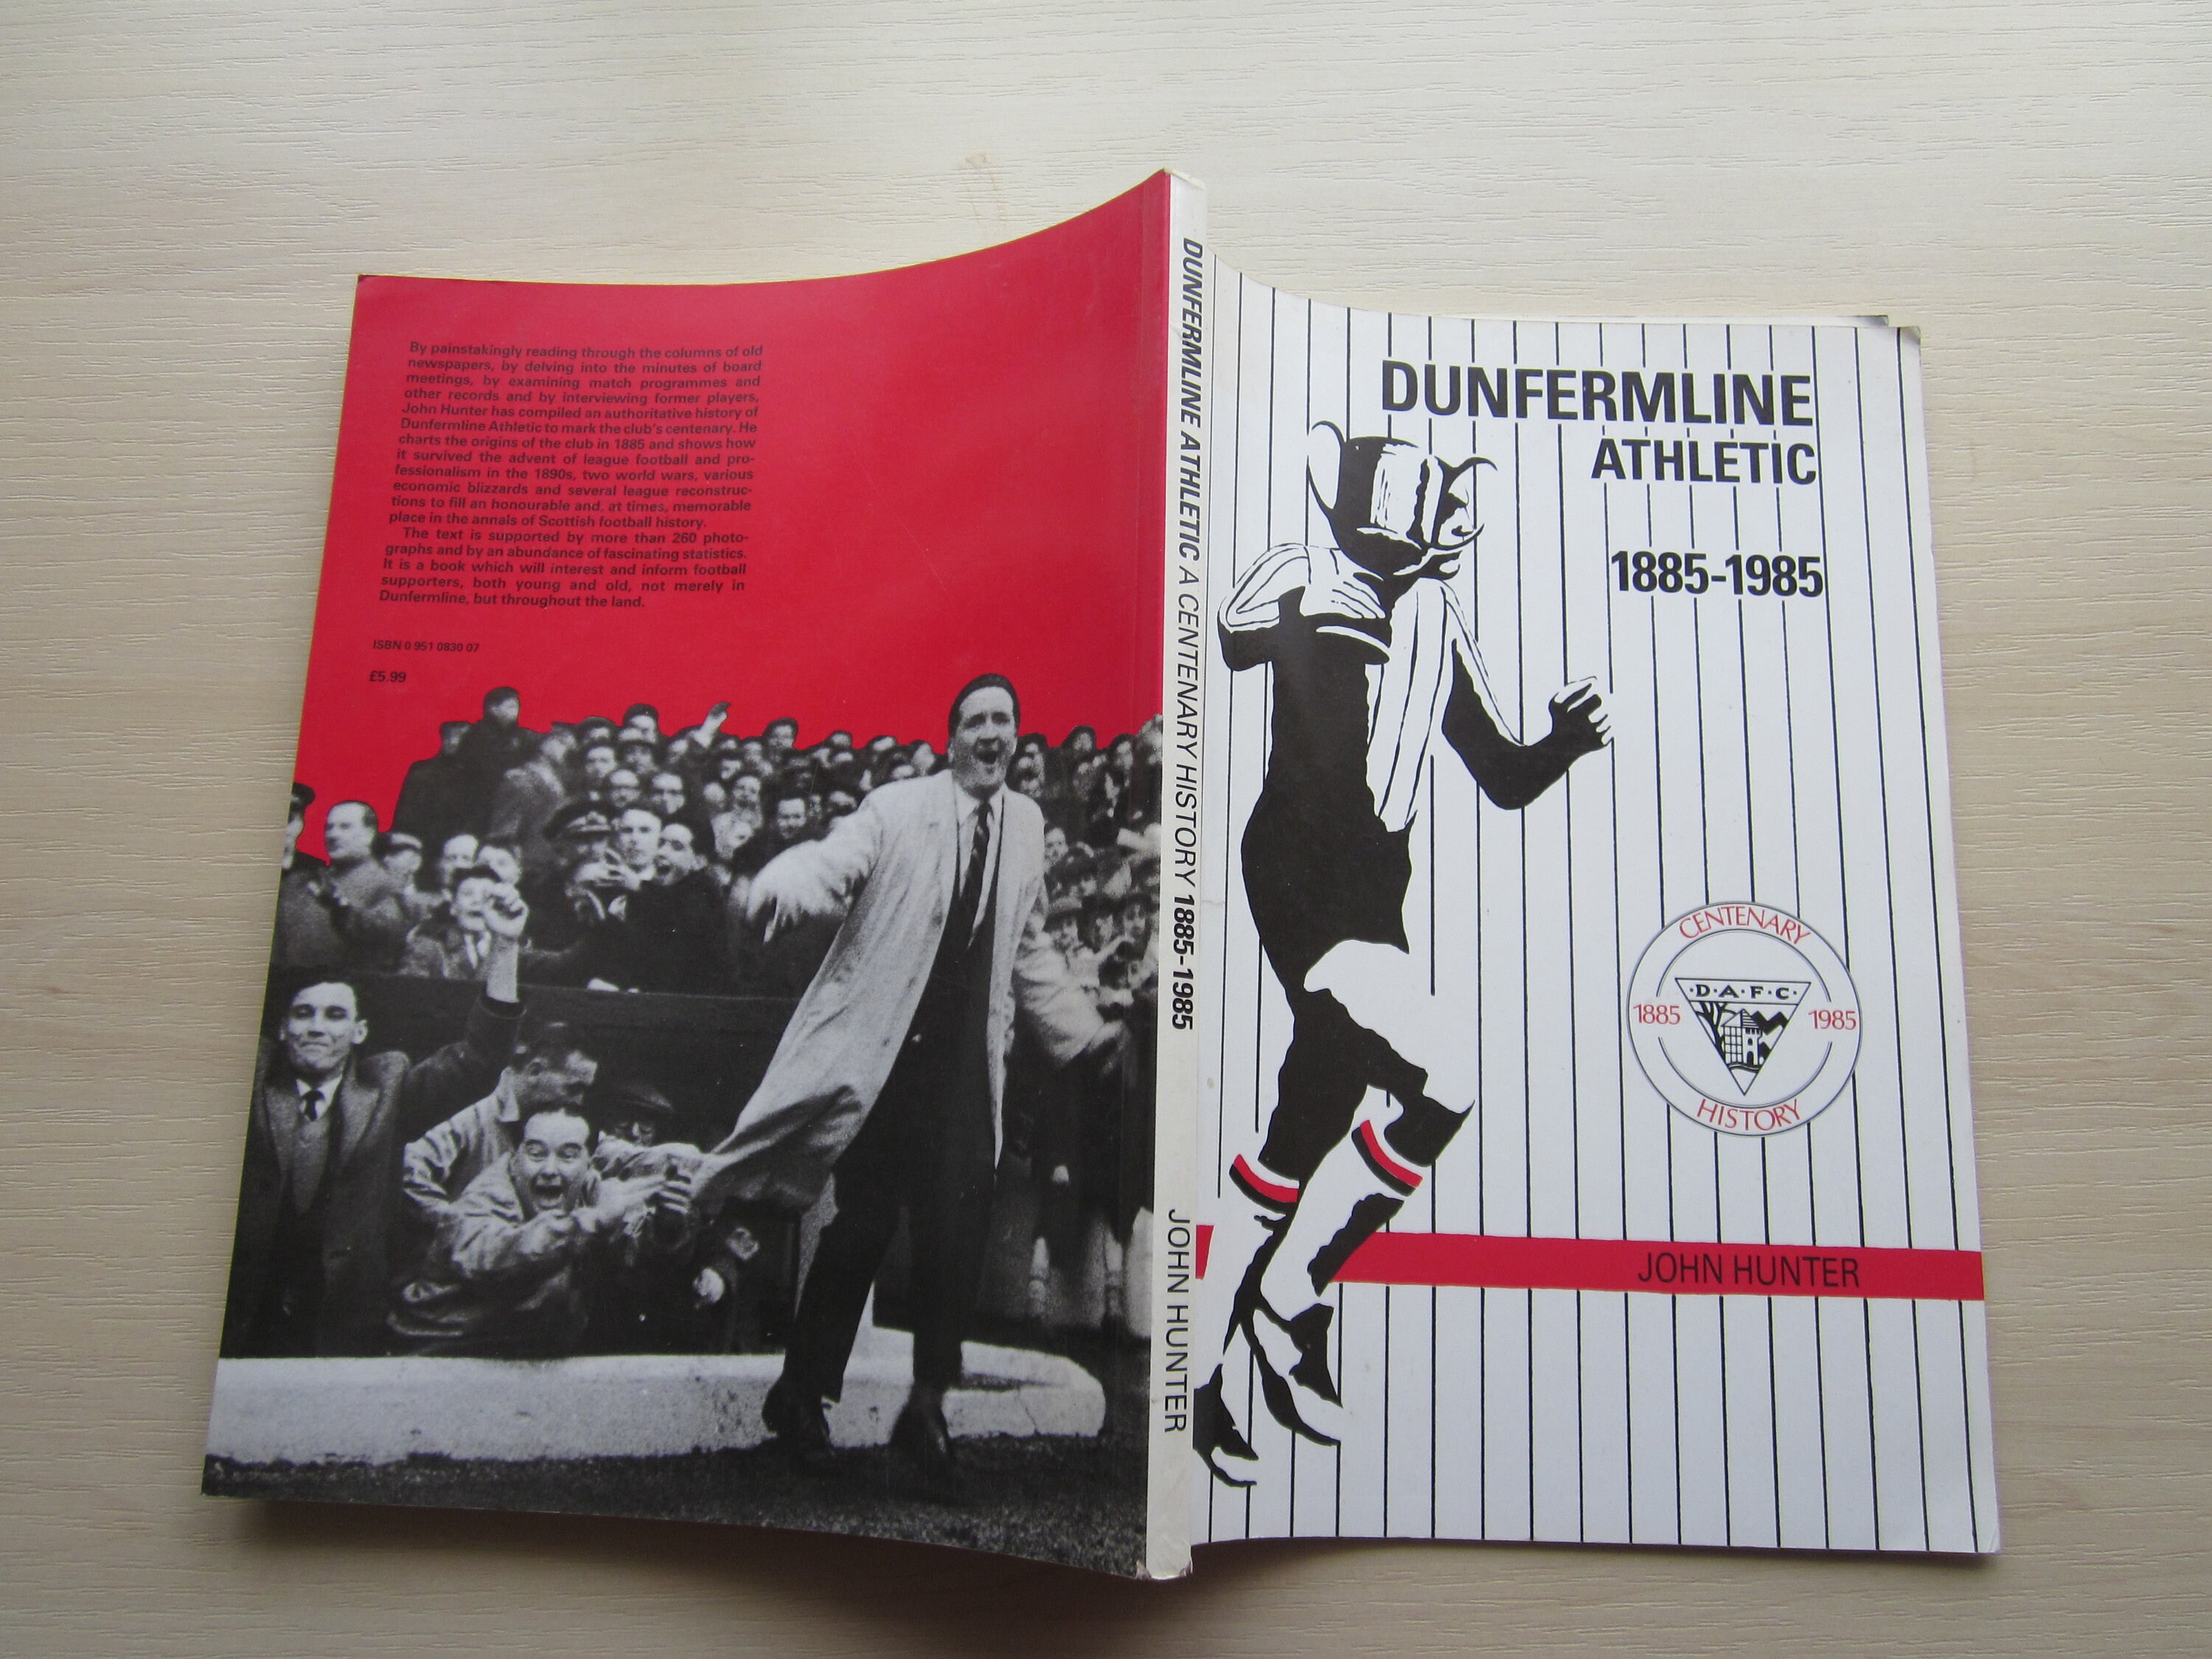 By painstakingly reading through the columns of old
newspapers, by delving into the minutes of board
meetings, by examining match programmes and
other records and by interviewing former players,
John Hunter has compiled an authoritative history of
Dunfermline Athletic to mark the club's centenary. He
charts the origins of the club in 1885 and shows how
it survived the advent of league football and pro-
fessionalism in the 1890s, two world wars, various
economic blizzards and several league reconstruc-
tions to fill an honourable and, at times, memorable
place in the annals of Scottish football history.
The text is supported by more than 260 photo-
graphs and by an abundance of fascinating statistics.
It is a book which will interest and inform football
supporters, both young and old, not merely in
Dunfermline, but throughout the land.
ISBN 0 951 0830 07
£5.99
DUNFERMLINE ATHLETIC A CENTENARY HISTORY 1885-1985 JOHN HUNTER
DUNFERMLINE
ATHLETIC
1885-1985
CENTENARY
·D·A·F·C·
1885 1985
HISTORY
JOHN HUNTER